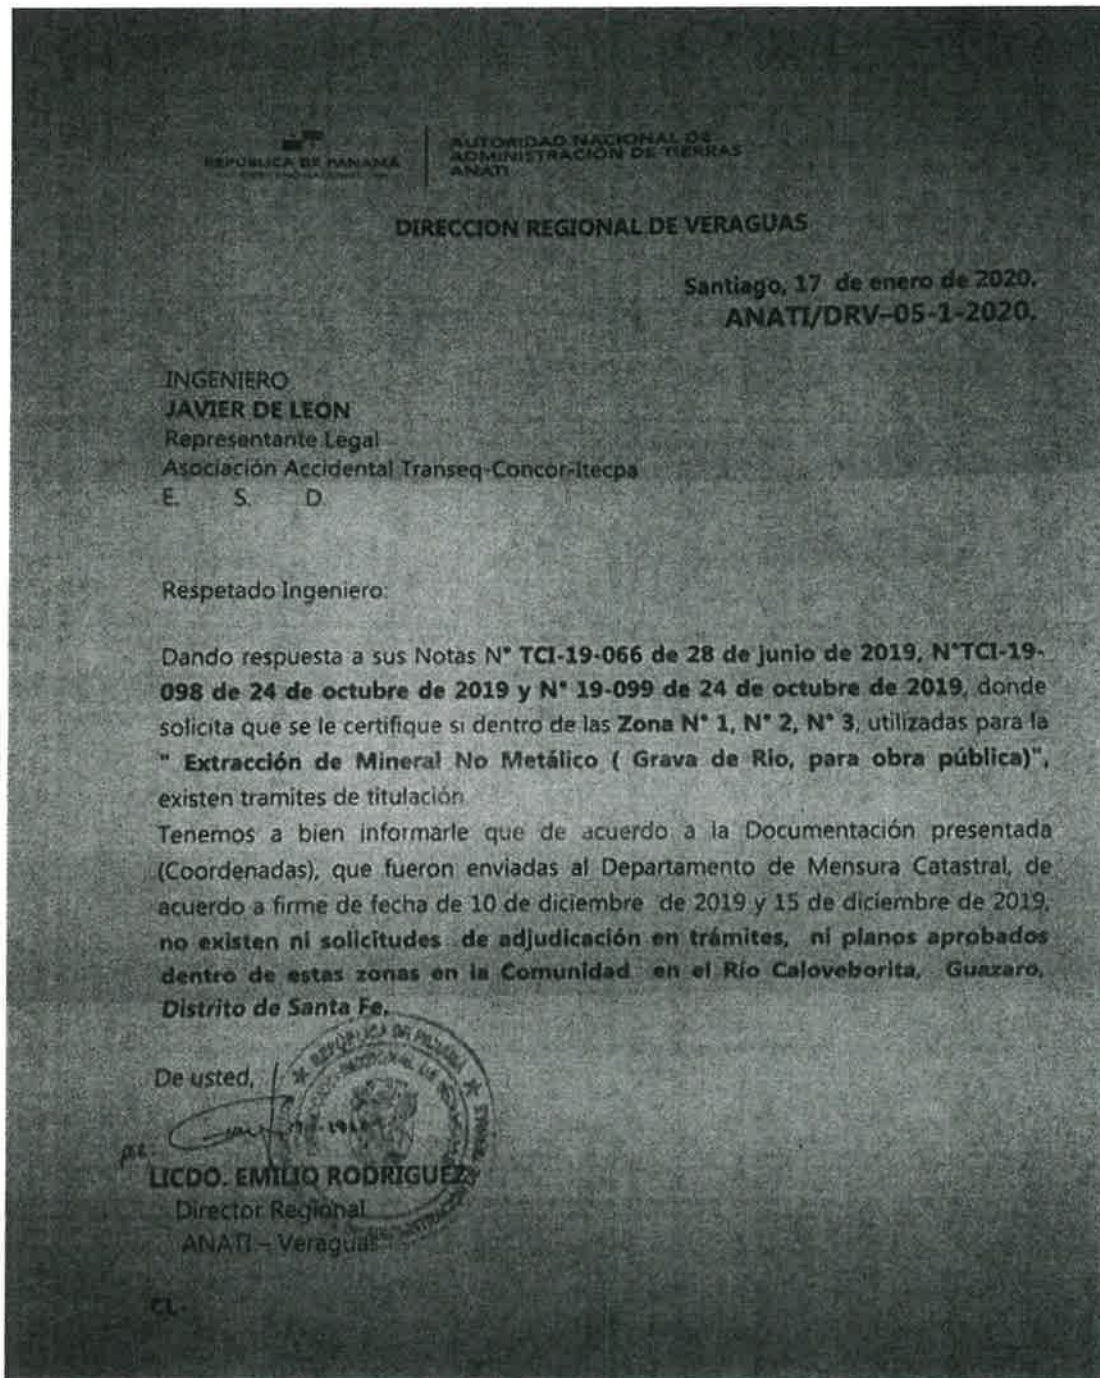 REPÚBLICA DE PANAMÁ
AUTORIDAD NACIONAL DE
ADMINISTRACIÓN DE TIERRAS
ANATI
DIRECCION REGIONAL DE VERAGUAS
Santiago, 17 de enero de 2020.
ANATI/DRV–05-1-2020.
INGENIERO
JAVIER DE LEON
Representante Legal
Asociación Accidental Transeq-Concor-Itecpa
E. S. D.
Respetado Ingeniero:
Dando respuesta a sus Notas N° TCI-19-066 de 28 de junio de 2019, N°TCI-19-
098 de 24 de octubre de 2019 y N° 19-099 de 24 de octubre de 2019, donde
solicita que se le certifique si dentro de las Zona N° 1, N° 2, N° 3, utilizadas para la
" Extracción de Mineral No Metálico ( Grava de Rio, para obra pública)",
existen tramites de titulación
Tenemos a bien informarle que de acuerdo a la Documentación presentada
(Coordenadas), que fueron enviadas al Departamento de Mensura Catastral, de
acuerdo a firme de fecha de 10 de diciembre de 2019 y 15 de diciembre de 2019,
no existen ni solicitudes de adjudicación en trámites, ni planos aprobados
dentro de estas zonas en la Comunidad en el Río Caloveborita, Guazaro,
Distrito de Santa Fe.
De usted,
REPÚBLICA DE PANAMÁ
LICDO. EMILIO RODRIGUEZ
Director Regional
ANATI – Veraguas
CL-